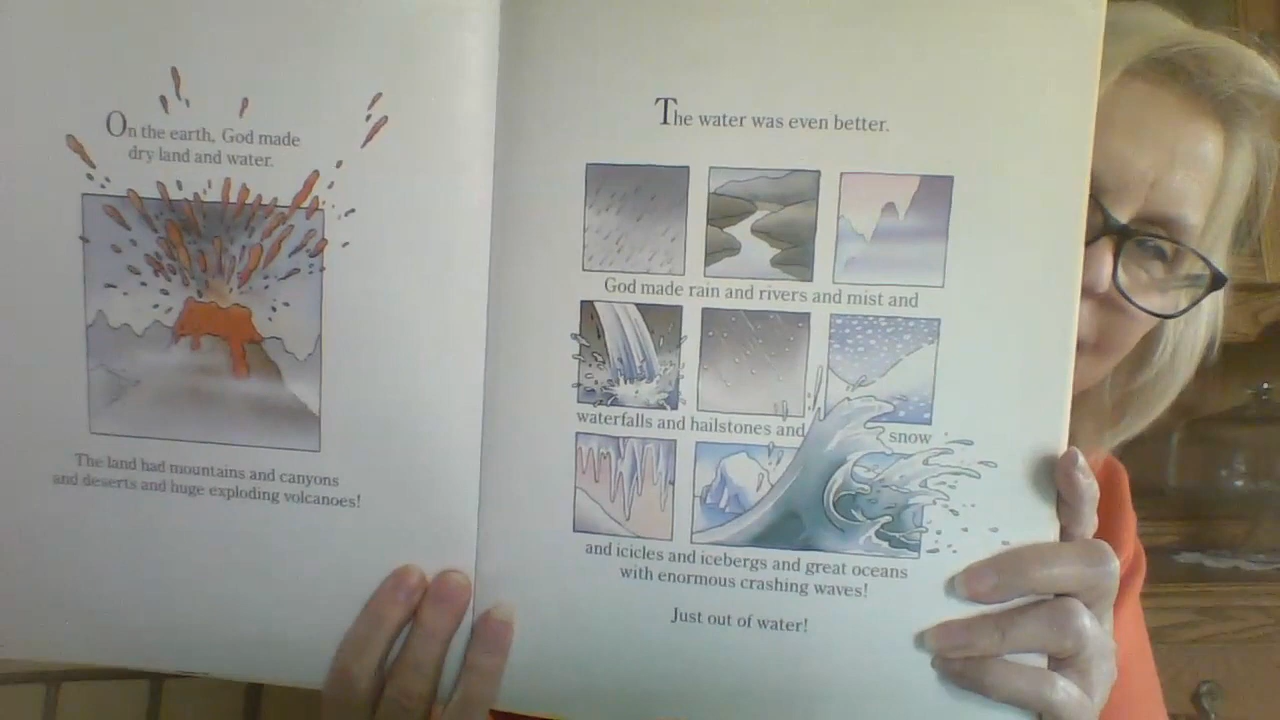 On the earth, God made
dry land and water.
The land had mountains and canyons
and deserts and huge exploding volcanoes!
The water was even better.
God made rain and rivers and mist and
waterfalls and hailstones and snow
and icicles and icebergs and great oceans
with enormous crashing waves!
Just out of water!